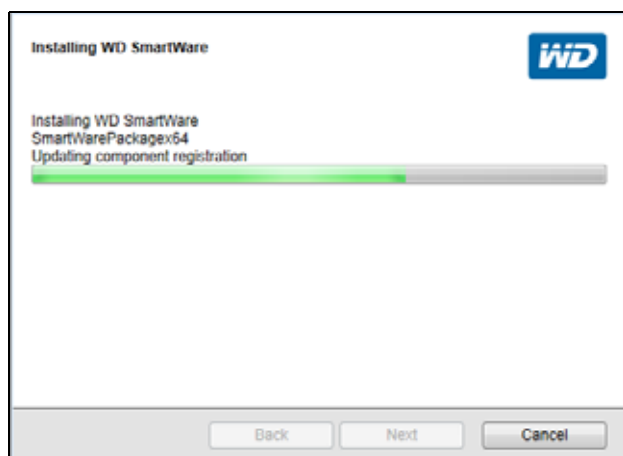 Installing WD SmartWare
WD
Installing WD SmartWare
SmartWarePackagex64
Updating component registration
Back
Next
Cancel